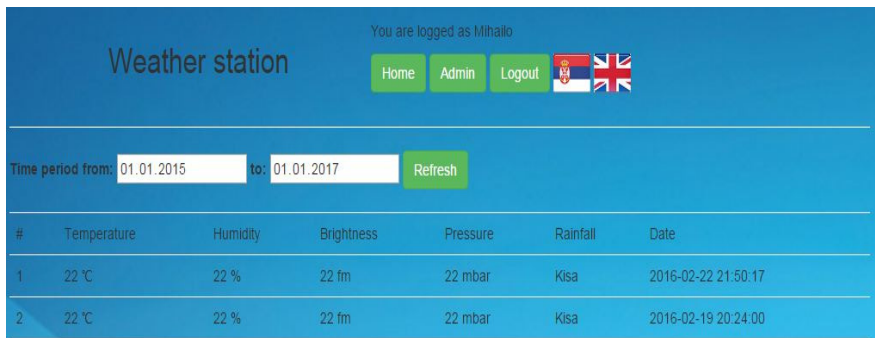 You are logged as Mihailo
Weather station
Home Admin Logout
Time period from: 01.01.2015 to: 01.01.2017 Refresh
# Temperature Humidity Brightness Pressure Rainfall Date
1 22 °C 22 % 22 fm 22 mbar Kisa 2016-02-22 21:50:17
2 22 °C 22 % 22 fm 22 mbar Kisa 2016-02-19 20:24:00